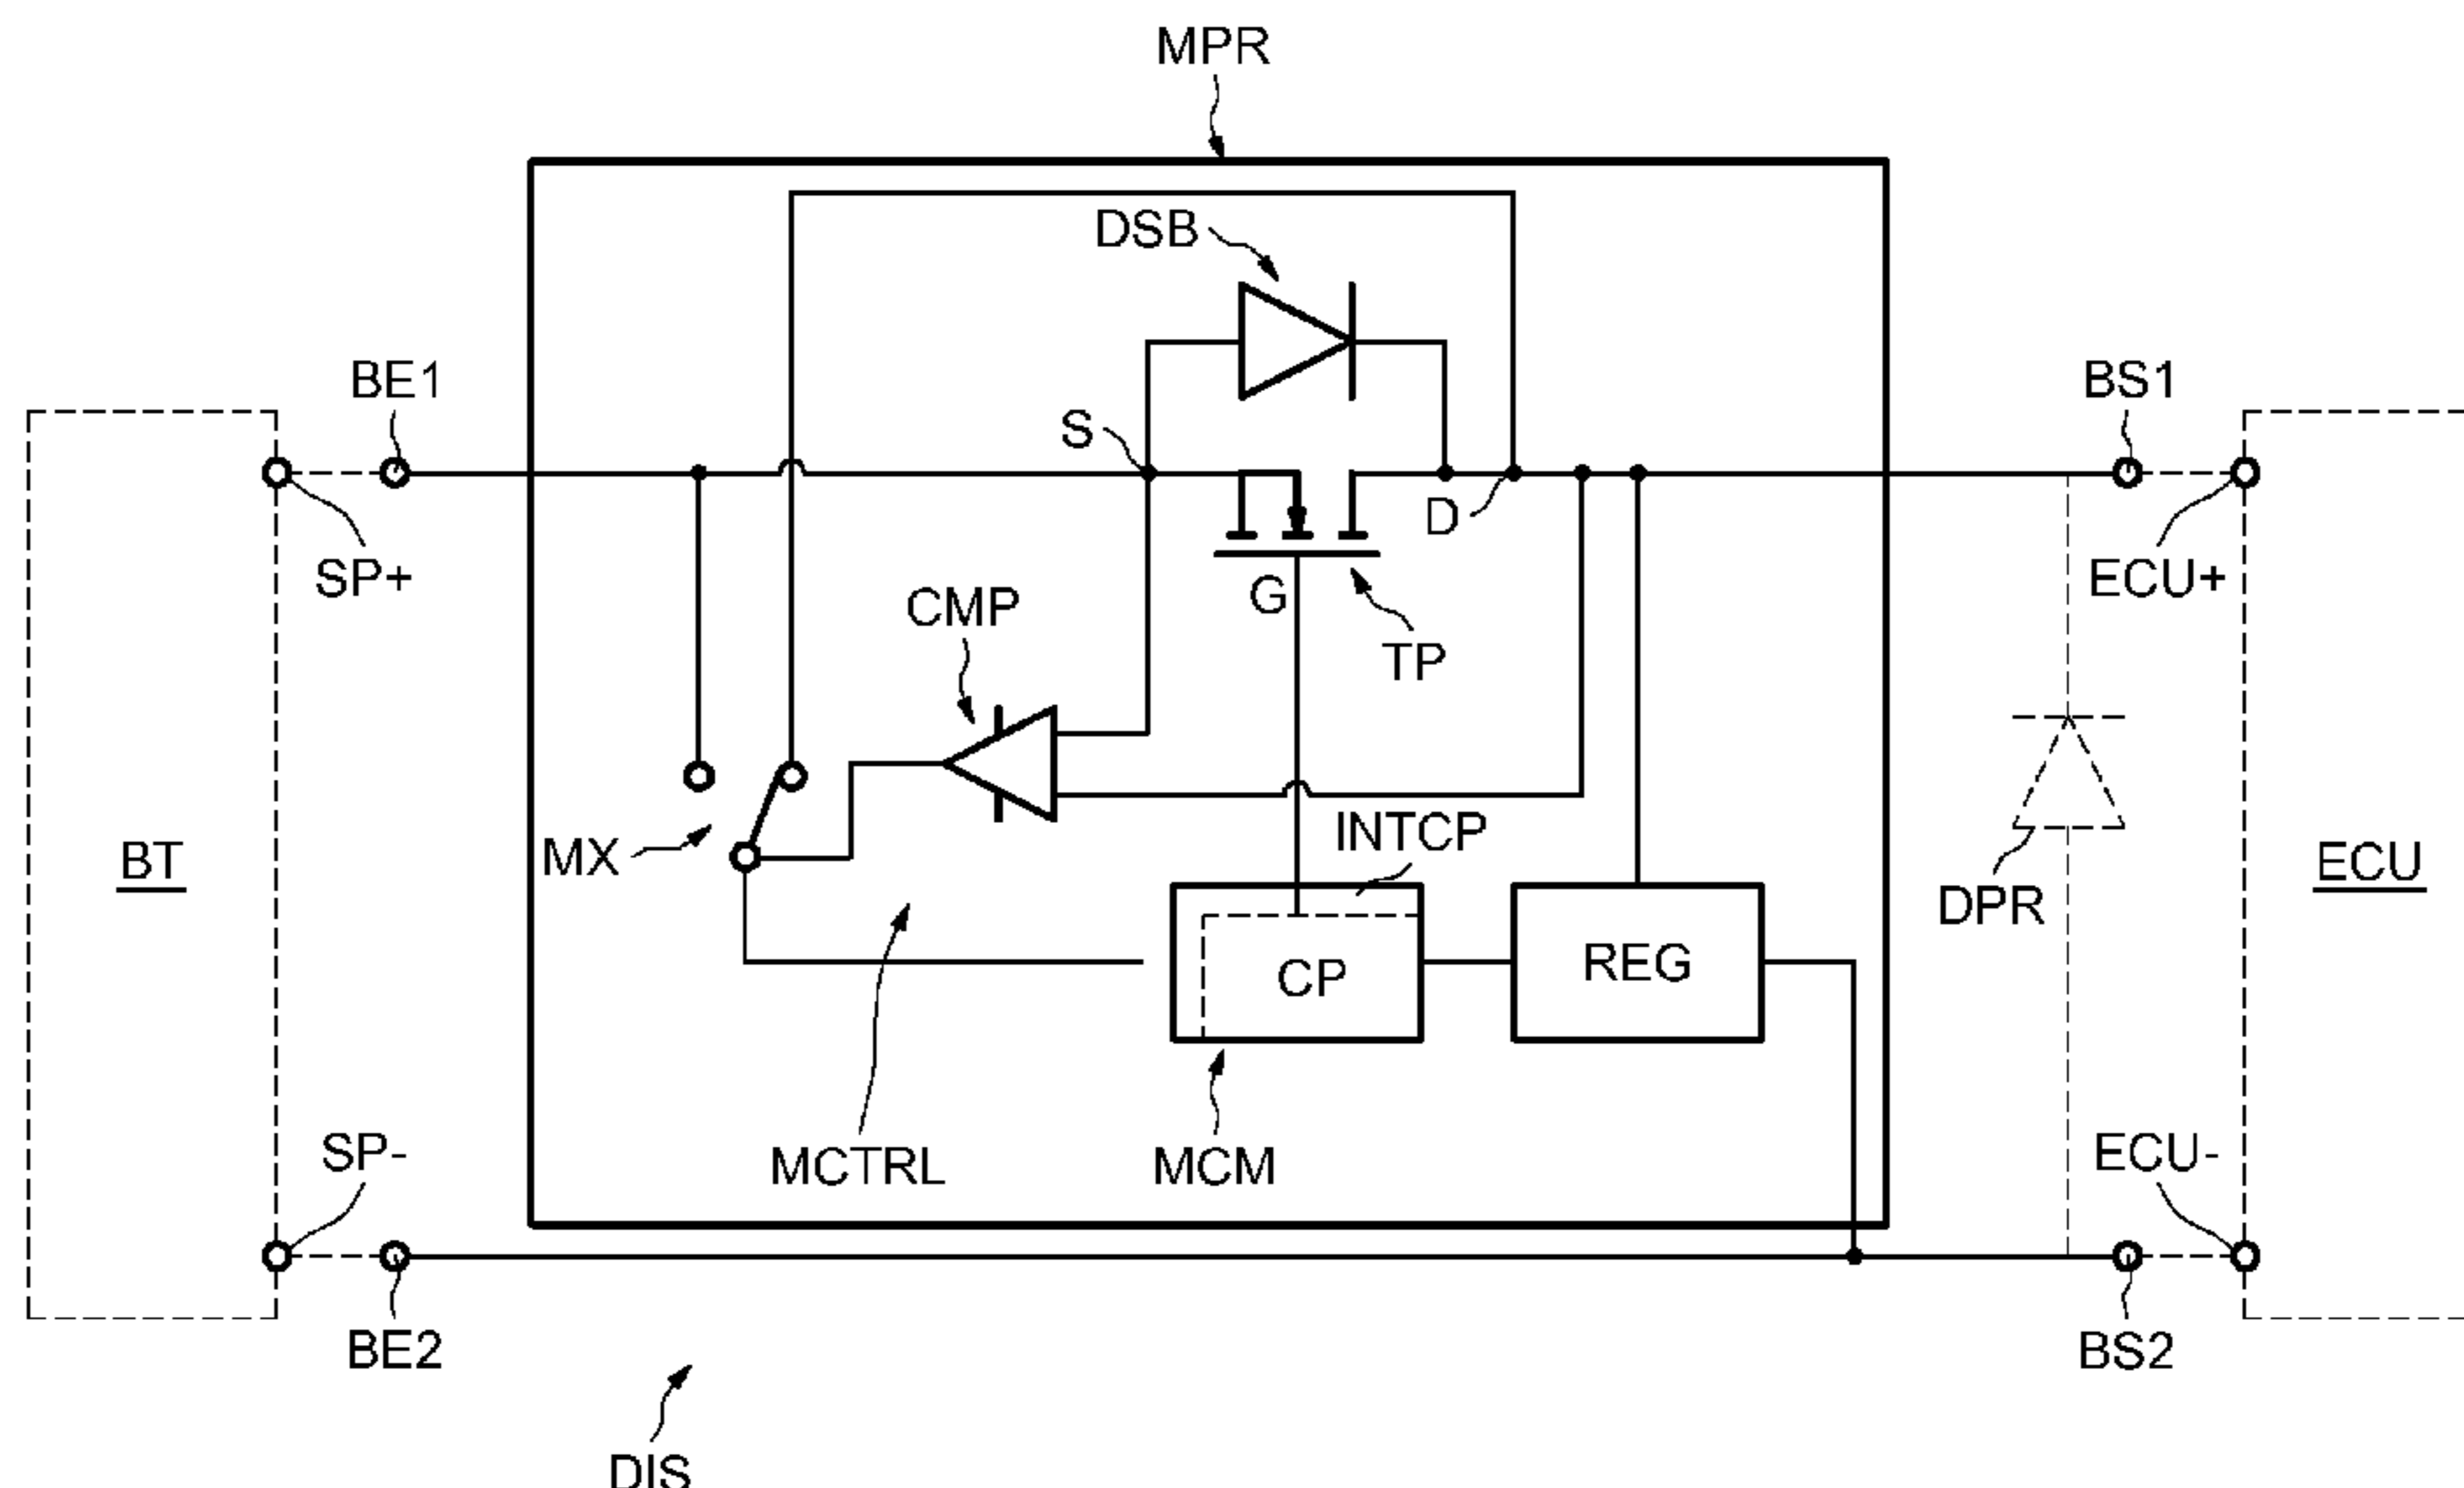 MPR
DSB
BE1
BS1
S
D
SP+
ECU+
G
CMP
TP
INTCP
MX
BT
ECU
DPR
CP
REG
SP-
ECU-
MCTRL
MCM
BE2
BS2
DIS